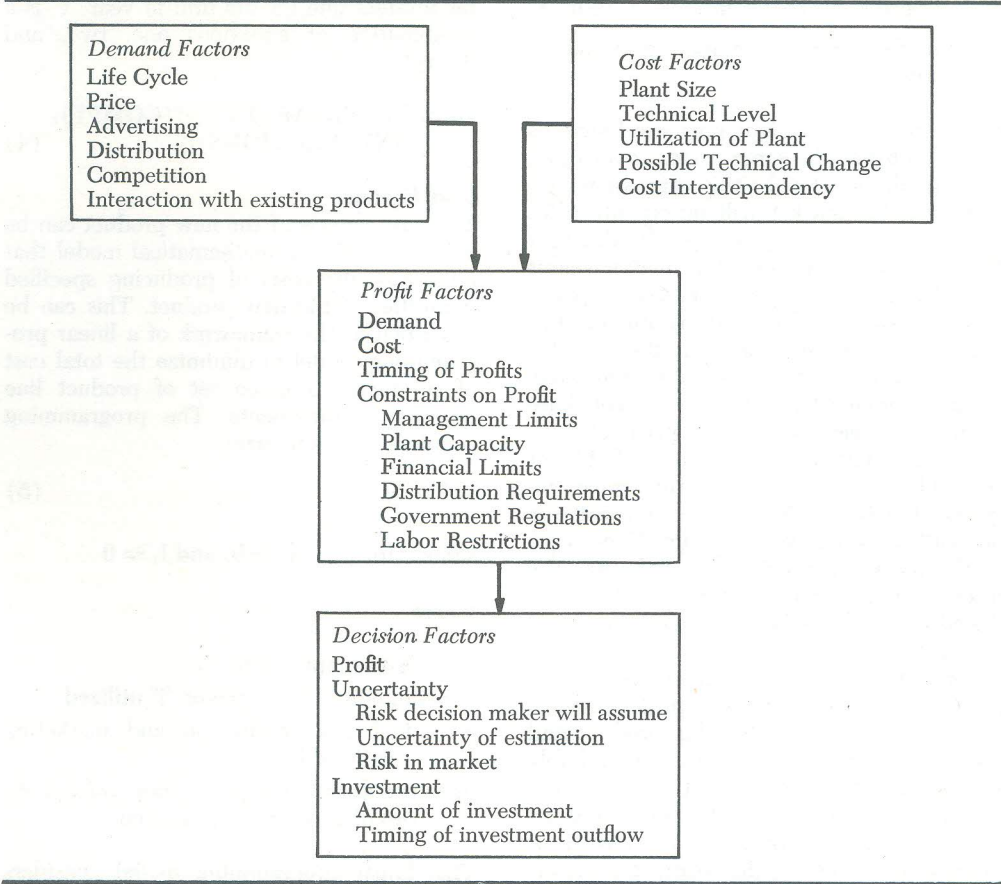 Demand Factors
Life Cycle
Price
Advertising
Distribution
Competition
Interaction with existing products
Cost Factors
Plant Size
Technical Level
Utilization of Plant
Possible Technical Change
Cost Interdependency
Profit Factors
Demand
Cost
Timing of Profits
Constraints on Profit
Management Limits
Plant Capacity
Financial Limits
Distribution Requirements
Government Regulations
Labor Restrictions
Decision Factors
Profit
Uncertainty
Risk decision maker will assume
Uncertainty of estimation
Risk in market
Investment
Amount of investment
Timing of investment outflow